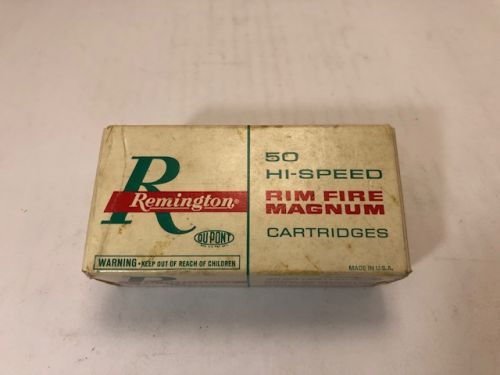 R
Remington®
DU PONT
WARNING - KEEP OUT OF REACH OF CHILDREN
50
HI-SPEED
RIM FIRE
MAGNUM
CARTRIDGES
MADE IN U.S.A.